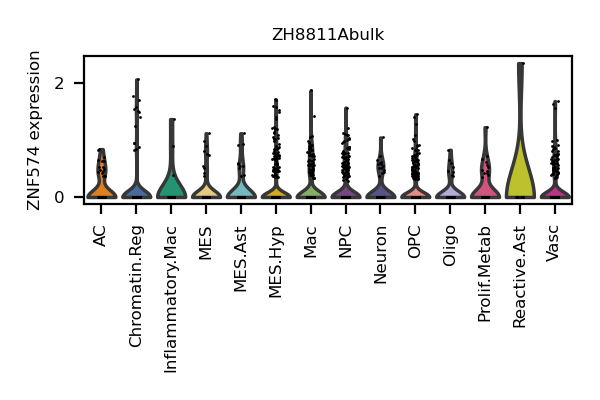 ZH8811Abulk
ZNF574 expression
2
0
AC
Chromatin.Reg
Inflammatory.Mac
MES
MES.Ast
MES.Hyp
Mac
NPC
Neuron
OPC
Oligo
Prolif.Metab
Reactive.Ast
Vasc